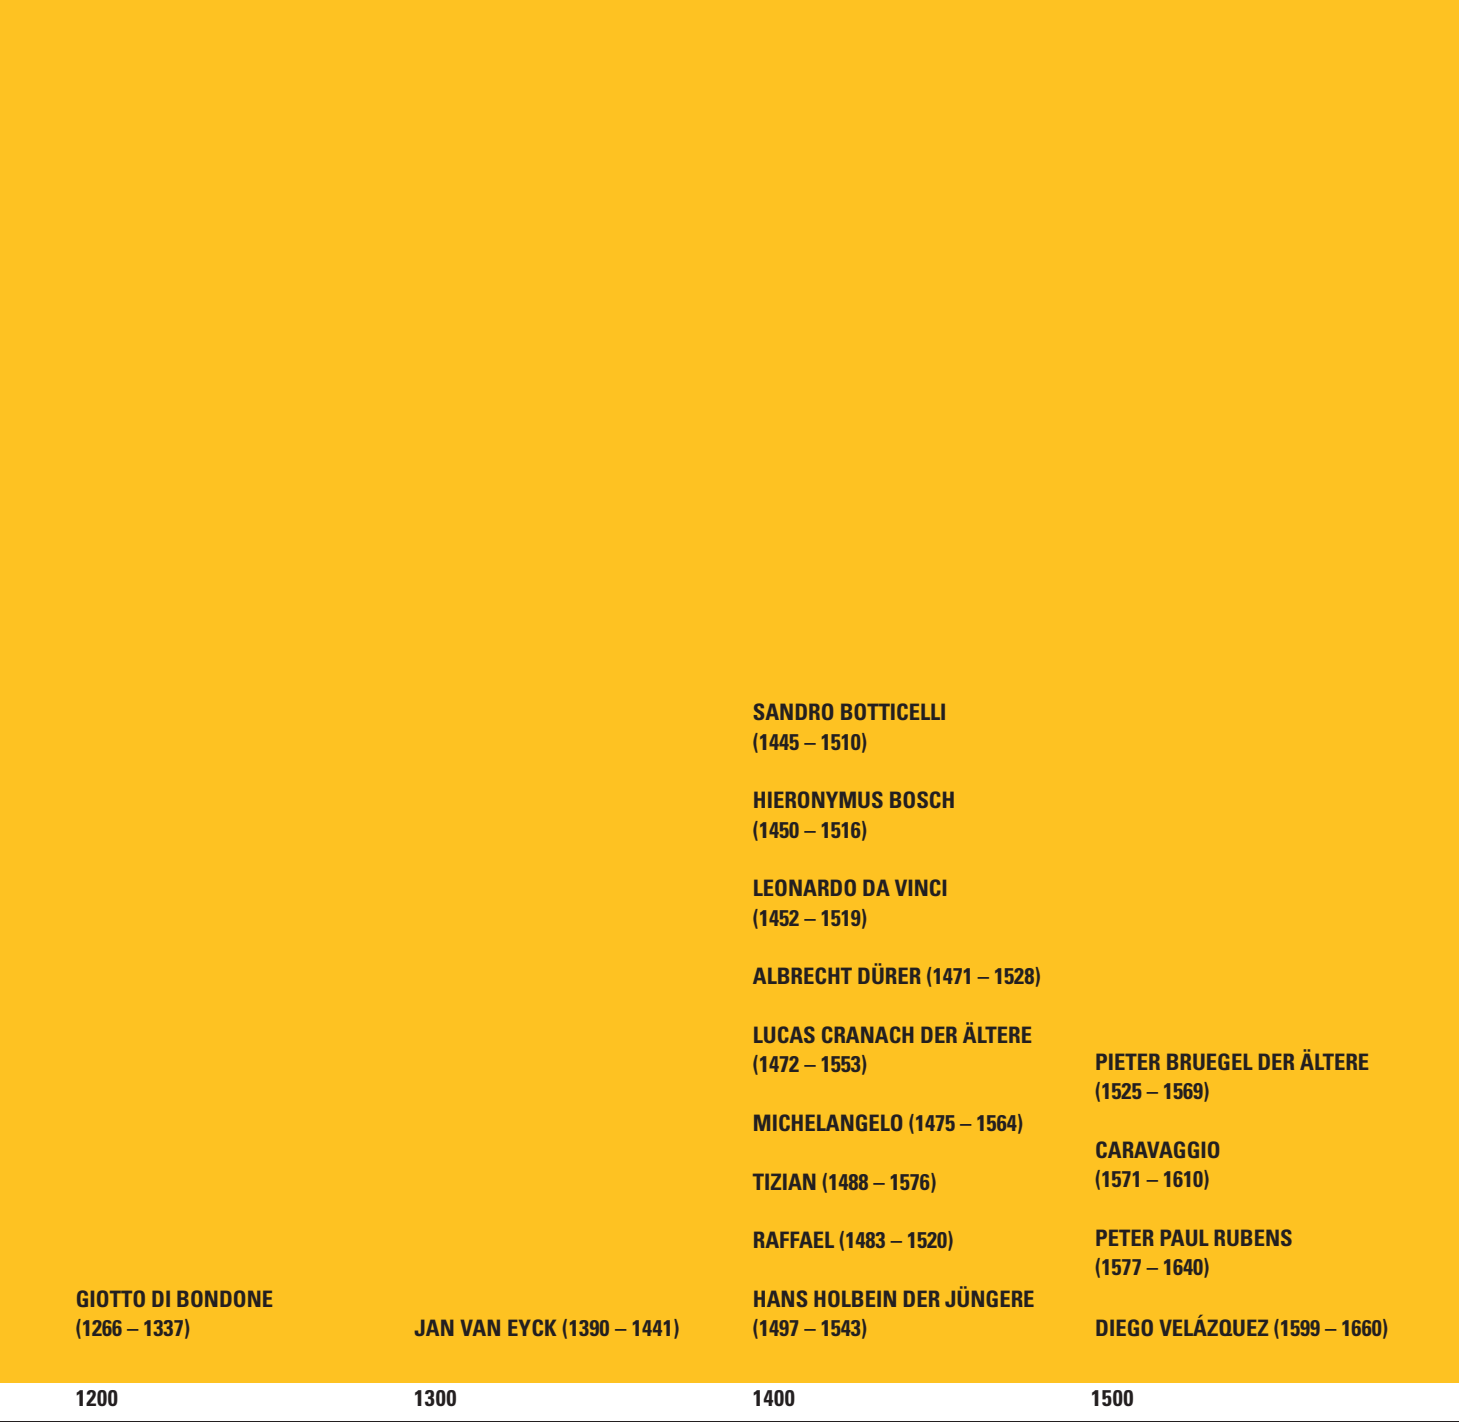 SANDRO BOTTICELLI
(1445 – 1510)
HIERONYMUS BOSCH
(1450 – 1516)
LEONARDO DA VINCI
(1452 – 1519)
ALBRECHT DÜRER (1471 – 1528)
LUCAS CRANACH DER ÄLTERE
(1472 – 1553)
MICHELANGELO (1475 – 1564)
TIZIAN (1488 – 1576)
RAFFAEL (1483 – 1520)
HANS HOLBEIN DER JÜNGERE
(1497 – 1543)
PIETER BRUEGEL DER ÄLTERE
(1525 – 1569)
CARAVAGGIO
(1571 – 1610)
PETER PAUL RUBENS
(1577 – 1640)
DIEGO VELÁZQUEZ (1599 – 1660)
GIOTTO DI BONDONE
(1266 – 1337)
JAN VAN EYCK (1390 – 1441)
1200
1300
1400
1500